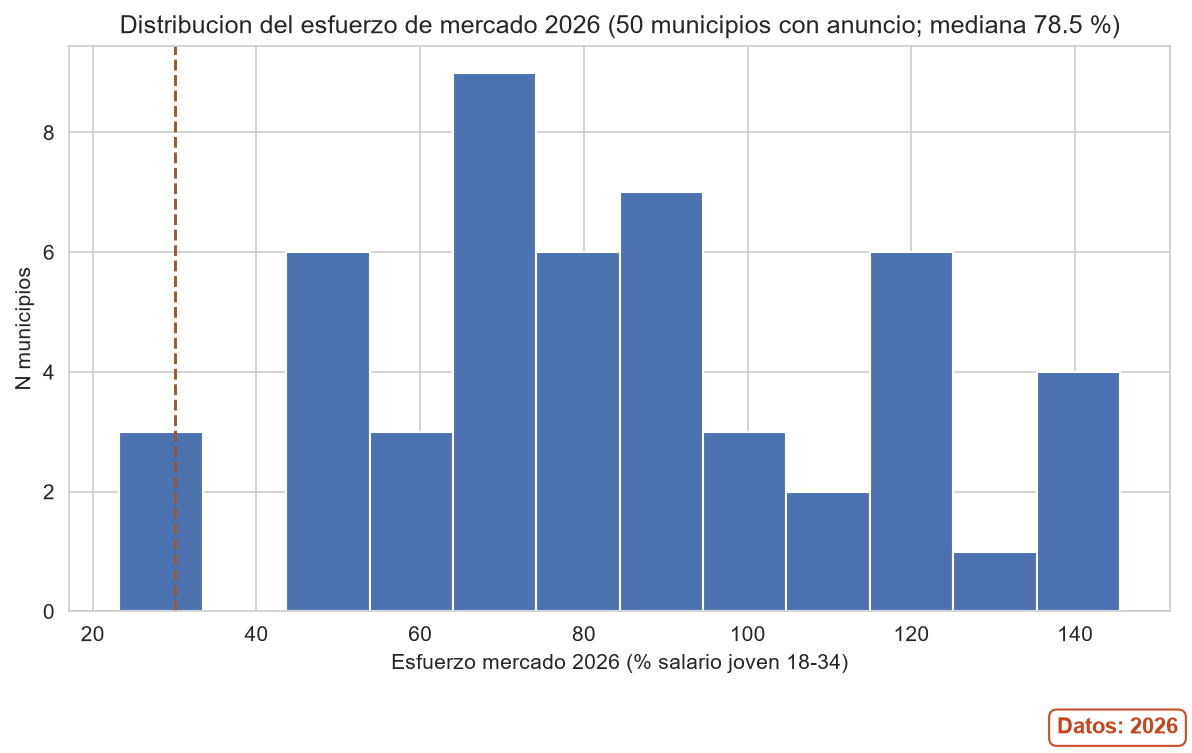 Distribucion del esfuerzo de mercado 2026 (50 municipios con anuncio; mediana 78.5 %)
N municipios
8
6
4
2
0
20 40 60 80 100 120 140
Esfuerzo mercado 2026 (% salario joven 18-34)
Datos: 2026